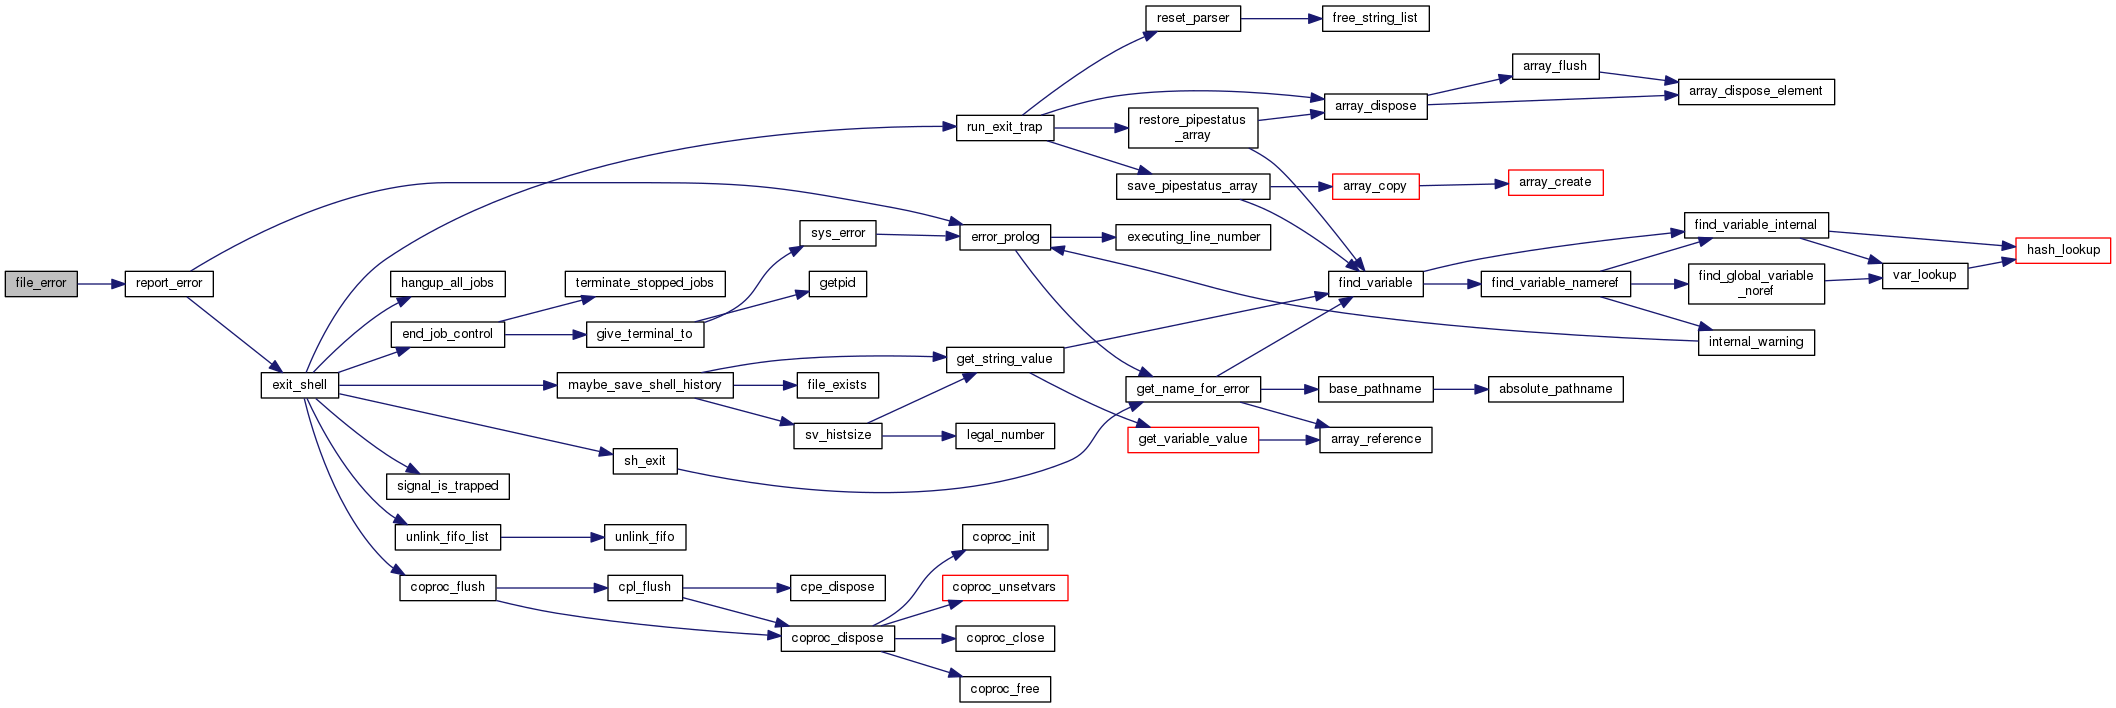 file_error
report_error
exit_shell
hangup_all_jobs
end_job_control
signal_is_trapped
unlink_fifo_list
coproc_flush
terminate_stopped_jobs
give_terminal_to
maybe_save_shell_history
sh_exit
unlink_fifo
cpl_flush
sys_error
getpid
file_exists
sv_histsize
cpe_dispose
coproc_dispose
run_exit_trap
error_prolog
get_string_value
legal_number
coproc_init
coproc_unsetvars
coproc_close
coproc_free
reset_parser
restore_pipestatus
_array
save_pipestatus_array
executing_line_number
get_name_for_error
get_variable_value
free_string_list
array_dispose
array_copy
find_variable
base_pathname
array_reference
array_flush
array_create
find_variable_nameref
absolute_pathname
array_dispose_element
find_variable_internal
find_global_variable
_noref
internal_warning
var_lookup
hash_lookup